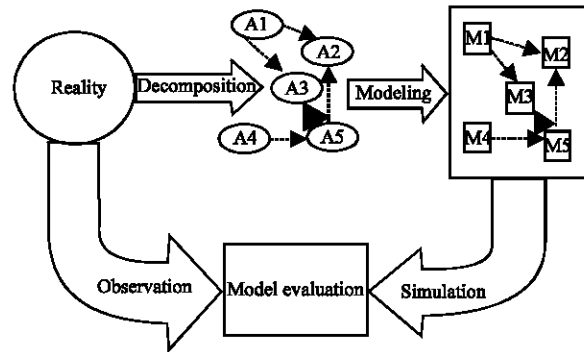 Reality
Decomposition
A1
A2
A3
A4
A5
Modeling
M1
M2
M3
M4
M5
Observation
Model evaluation
Simulation